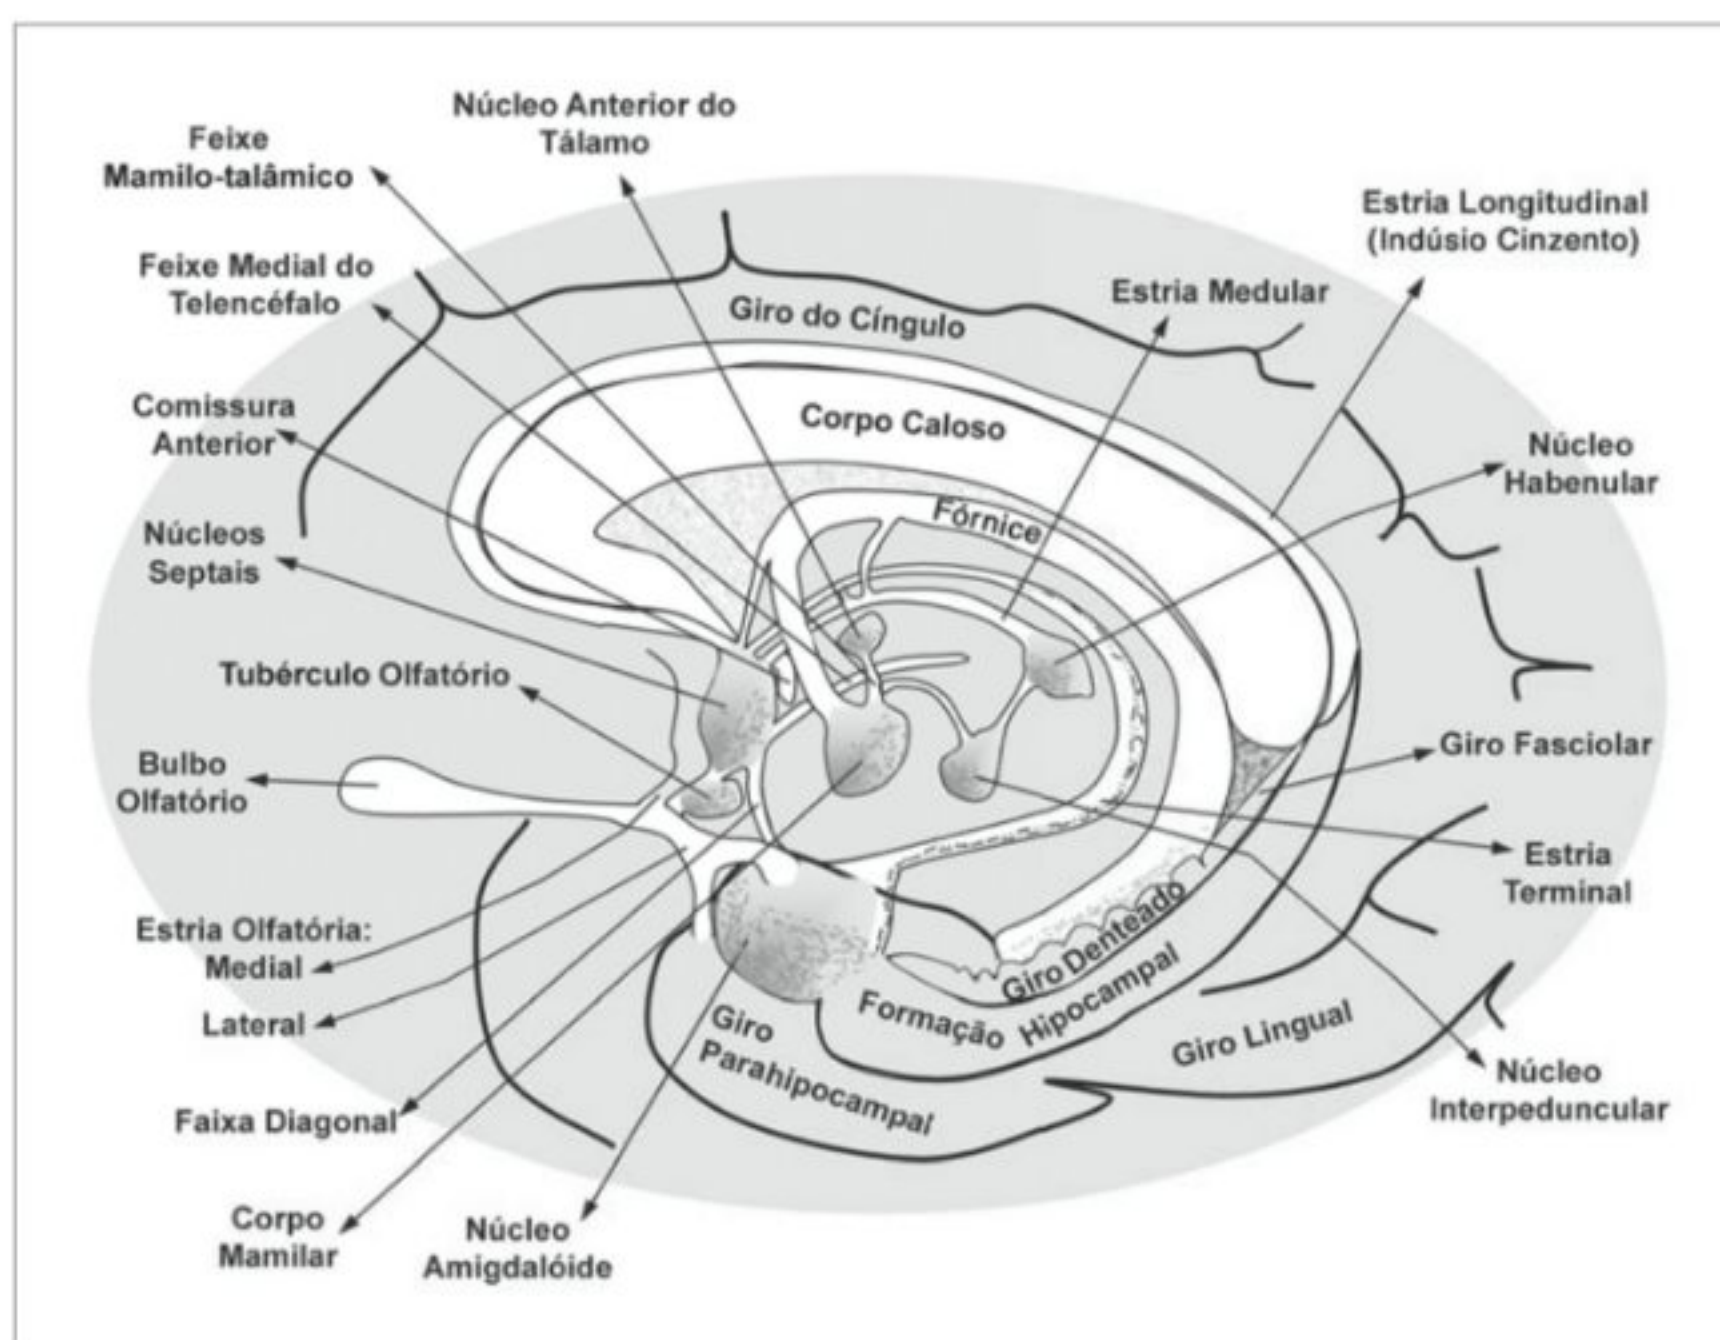 Núcleo Anterior do
Tálamo
Feixe
Mamilo-talâmico
Estria Longitudinal
(Indúsio Cinzento)
Feixe Medial do
Telencéfalo
Estria Medular
Giro do Cíngulo
Comissura
Anterior
Corpo Caloso
Núcleo
Habenular
Fórnice
Núcleos
Septais
Tubérculo Olfatório
Giro Fasciolar
Bulbo
Olfatório
Estria
Terminal
Estria Olfatória:
Medial
Lateral
Giro Denteado
Formação Hipocampal
Giro
Parahipocampal
Giro Lingual
Núcleo
Interpeduncular
Faixa Diagonal
Corpo
Mamilar
Núcleo
Amigdalóide